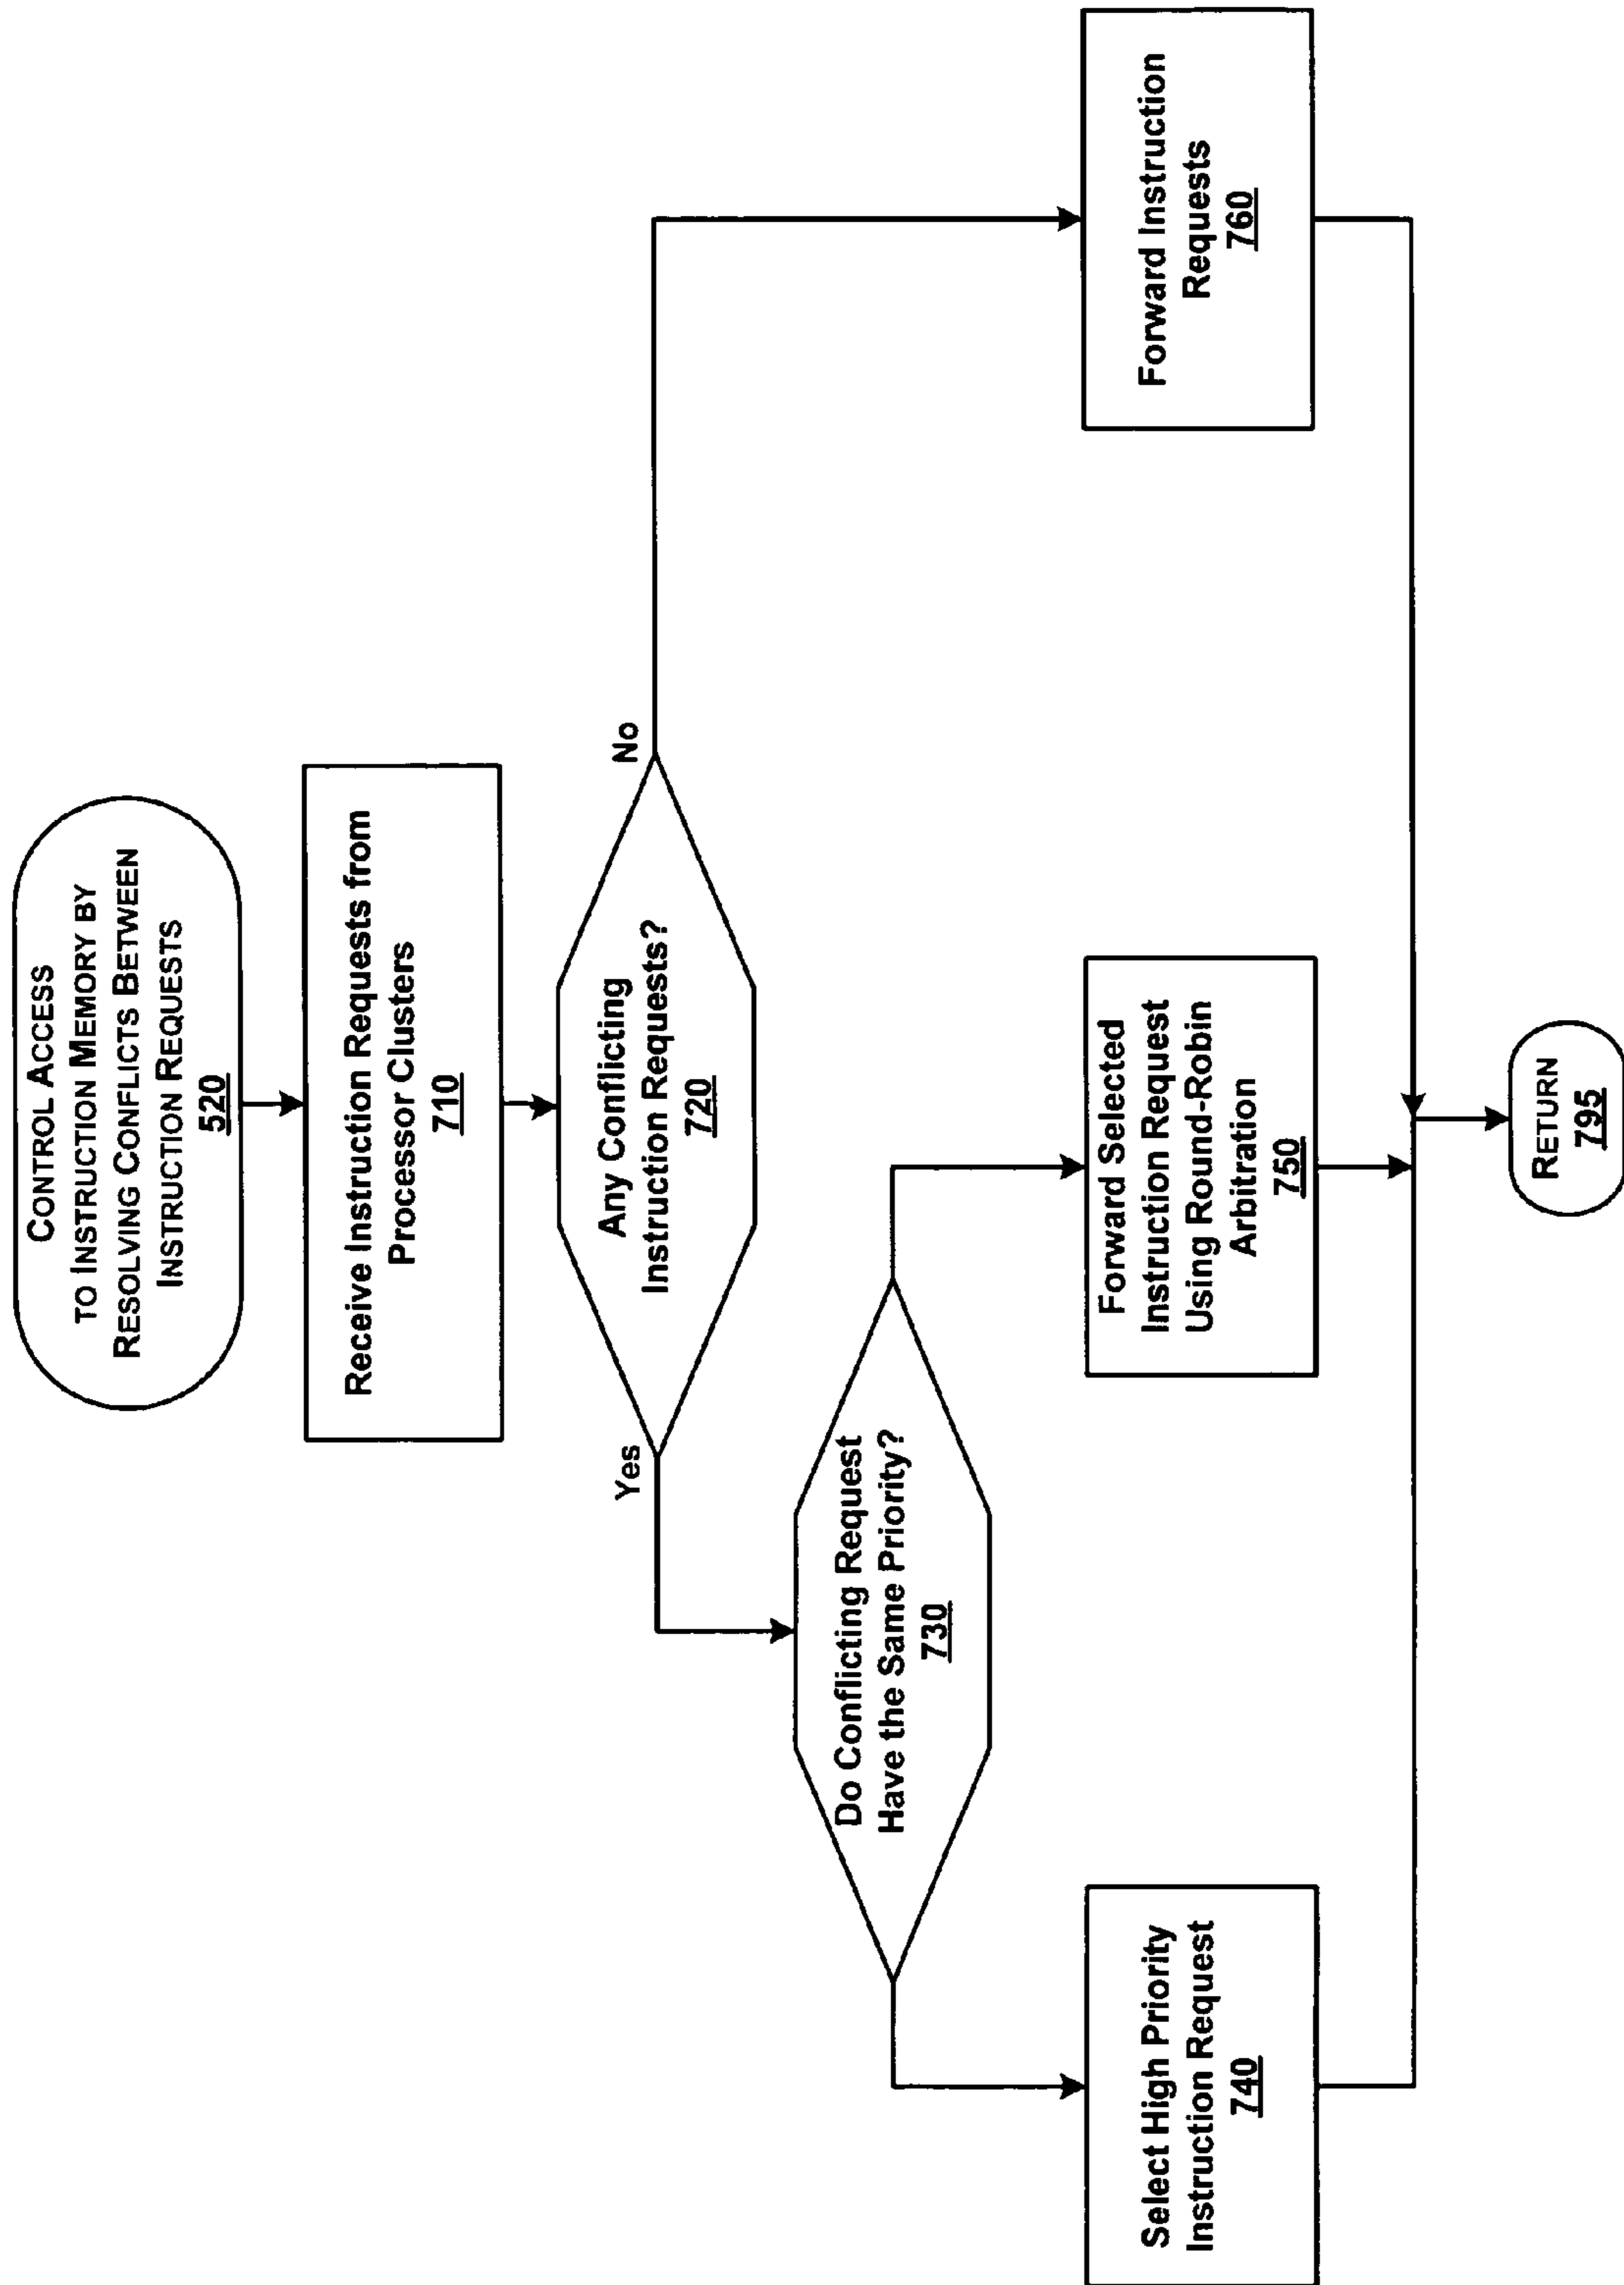 CONTROL ACCESS
TO INSTRUCTION MEMORY BY
RESOLVING CONFLICTS BETWEEN
INSTRUCTION REQUESTS
520
Receive Instruction Requests from
Processor Clusters
710
Any Conflicting
Instruction Requests?
720
Yes
No
Do Conflicting Request
Have the Same Priority?
730
Select High Priority
Instruction Request
740
Forward Selected
Instruction Request
Using Round-Robin
Arbitration
750
Forward Instruction
Requests
760
RETURN
795